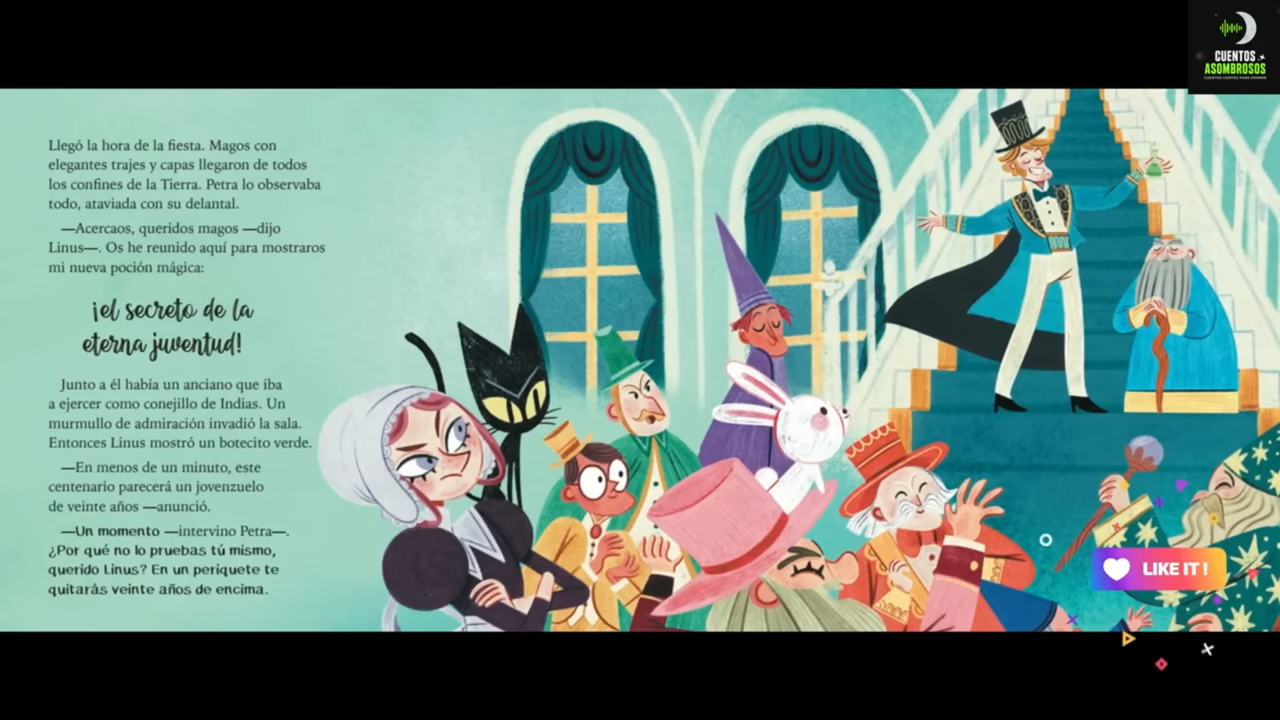 CUENTOS
ASOMBROSOS
CUENTOS CORTOS PARA DORMIR
Llegó la hora de la fiesta. Magos con
elegantes trajes y capas llegaron de todos
los confines de la Tierra. Petra lo observaba
todo, ataviada con su delantal.
—Acercaos, queridos magos —dijo
Linus—. Os he reunido aquí para mostraros
mi nueva poción mágica:
¡el secreto de la
eterna juventud!
Junto a él había un anciano que iba
a ejercer como conejillo de Indias. Un
murmullo de admiración invadió la sala.
Entonces Linus mostró un botecito verde.
—En menos de un minuto, este
centenario parecerá un jovenzuelo
de veinte años —anunció.
—Un momento —intervino Petra—.
¿Por qué no lo pruebas tú mismo,
querido Linus? En un periquete te
quitarás veinte años de encima.
LIKE IT !